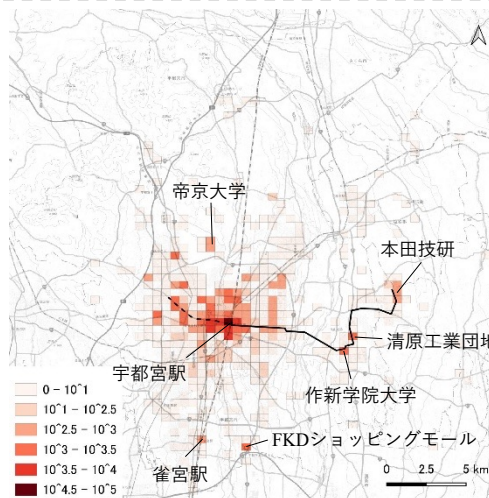 帝京大学
本田技研
清原工業団地
宇都宮駅
作新学院大学
FKDショッピングモール
雀宮駅
0 – 10^1
10^1 – 10^2.5
10^2.5 – 10^3
10^3 – 10^3.5
10^3.5 – 10^4
10^4.5 – 10^5
0 2.5 5 km